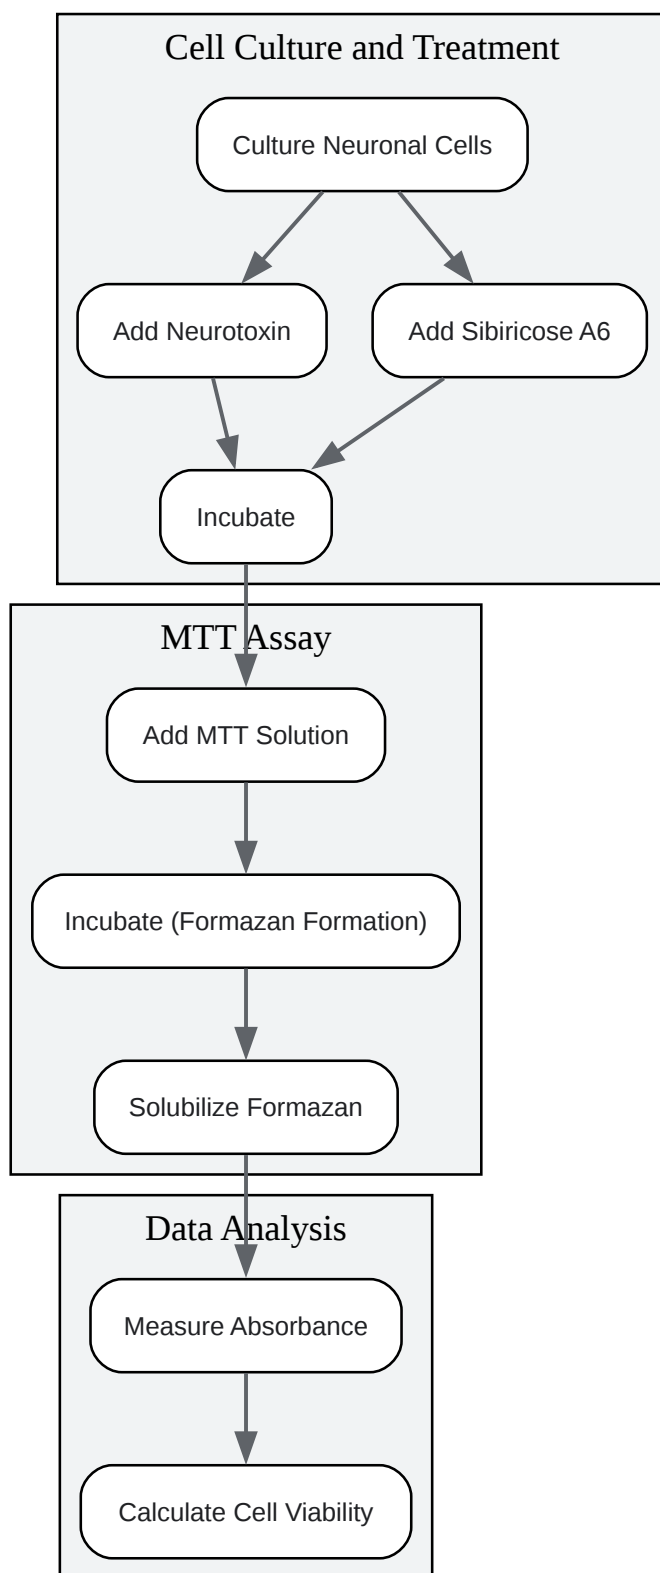 Cell Culture and Treatment
Culture Neuronal Cells
Add Neurotoxin
Add Sibiricose A6
Incubate
MTT Assay
Add MTT Solution
Incubate (Formazan Formation)
Solubilize Formazan
Data Analysis
Measure Absorbance
Calculate Cell Viability